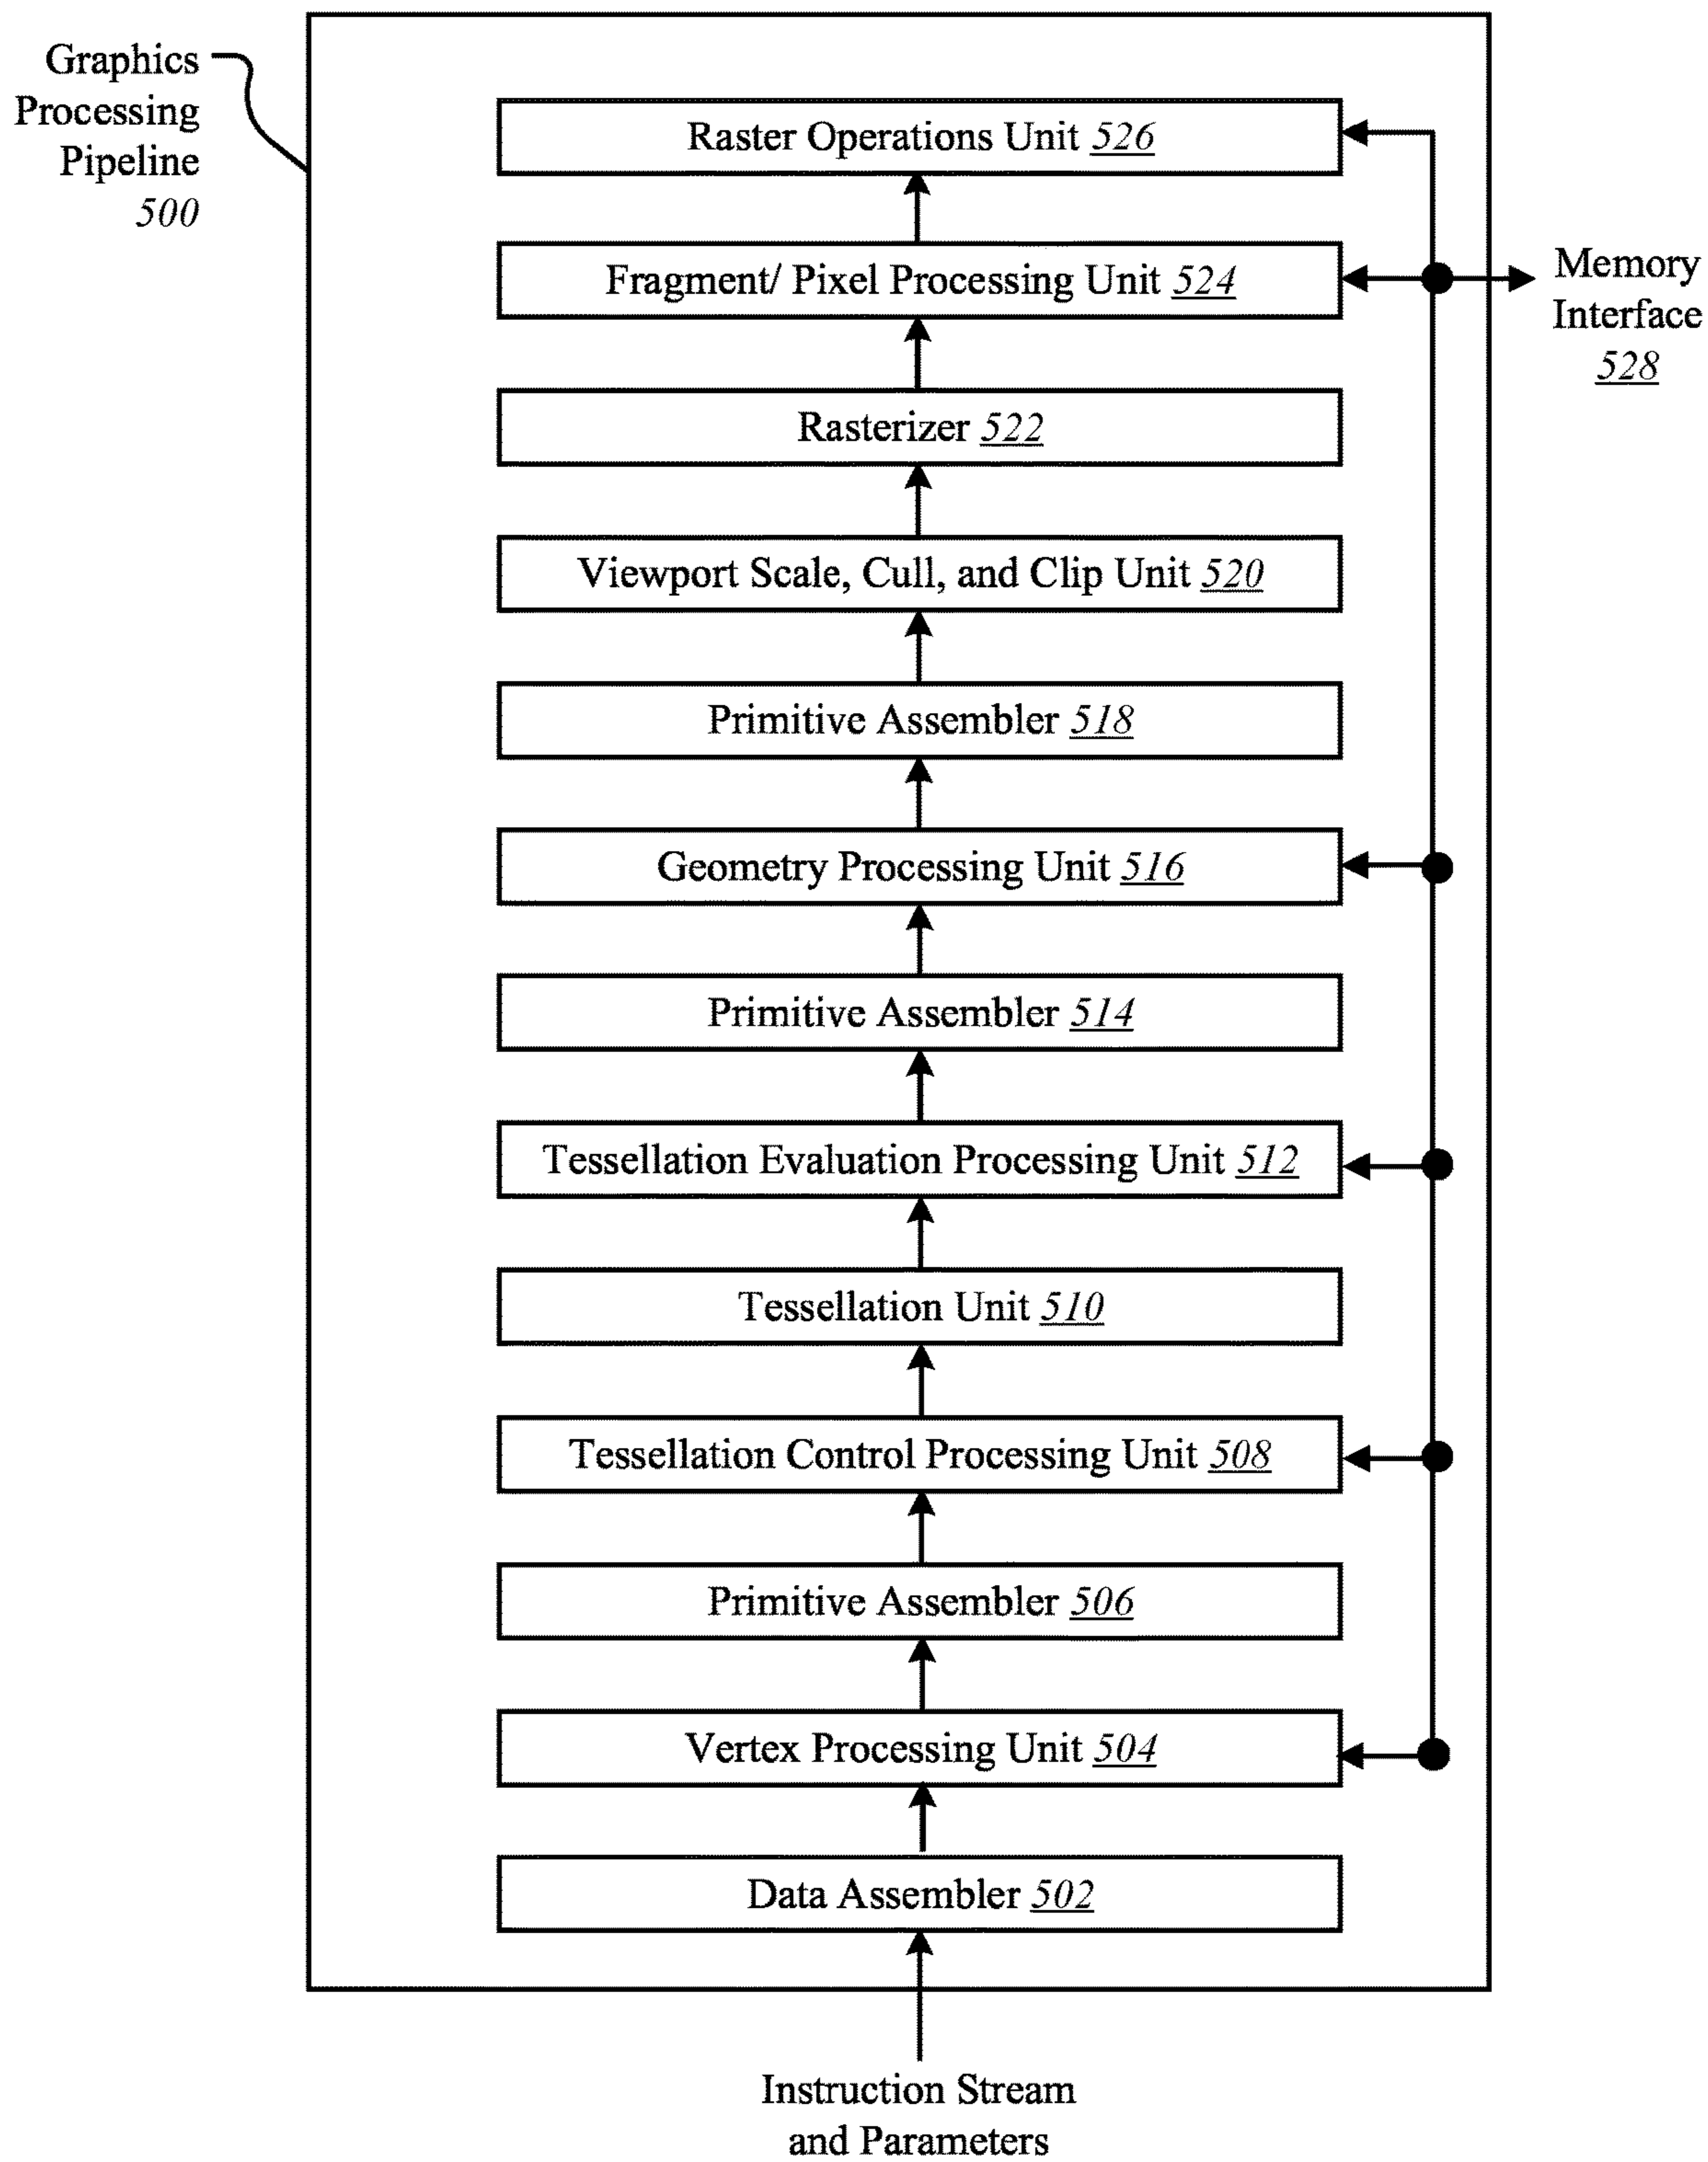 Graphics
Processing
Pipeline
500
Raster Operations Unit 526
Fragment/ Pixel Processing Unit 524
Memory
Interface
528
Rasterizer 522
Viewport Scale, Cull, and Clip Unit 520
Primitive Assembler 518
Geometry Processing Unit 516
Primitive Assembler 514
Tessellation Evaluation Processing Unit 512
Tessellation Unit 510
Tessellation Control Processing Unit 508
Primitive Assembler 506
Vertex Processing Unit 504
Data Assembler 502
Instruction Stream
and Parameters